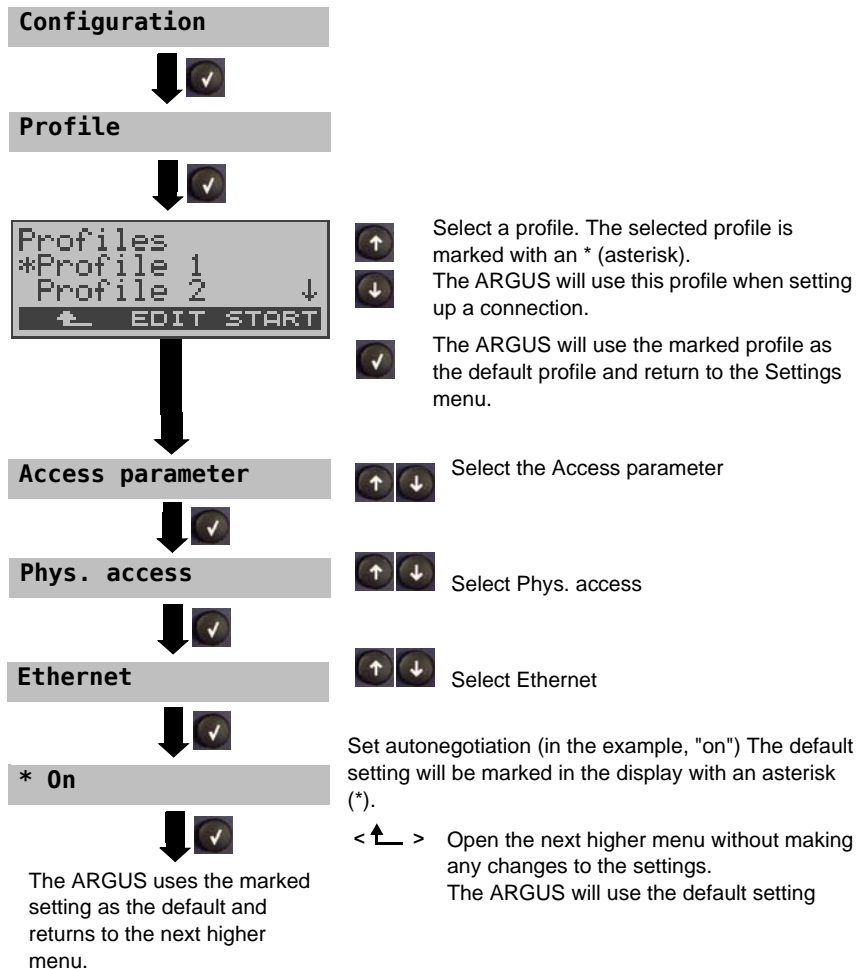 Configuration
Profile
Profiles
*Profile 1
Profile 2 ↓
EDIT START
Select a profile. The selected profile is
marked with an * (asterisk).
The ARGUS will use this profile when setting
up a connection.
The ARGUS will use the marked profile as
the default profile and return to the Settings
menu.
Access parameter
Select the Access parameter
Phys. access
Select Phys. access
Ethernet
Select Ethernet
* On
Set autonegotiation (in the example, "on") The default
setting will be marked in the display with an asterisk
(*).
< > Open the next higher menu without making
any changes to the settings.
The ARGUS will use the default setting
The ARGUS uses the marked
setting as the default and
returns to the next higher
menu.